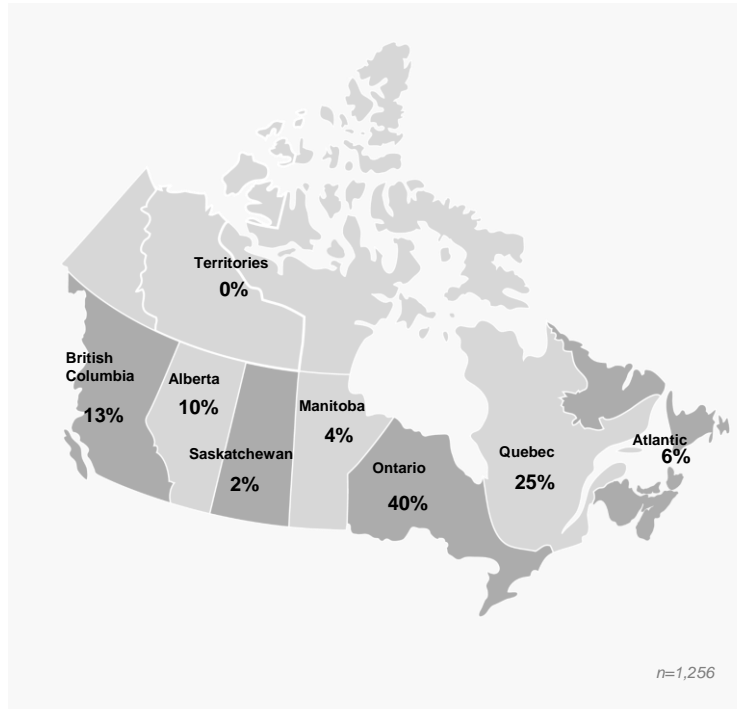 Territories
0%
British
Columbia
13%
Alberta
10%
Saskatchewan
2%
Manitoba
4%
Ontario
40%
Quebec
25%
Atlantic
6%
n=1,256